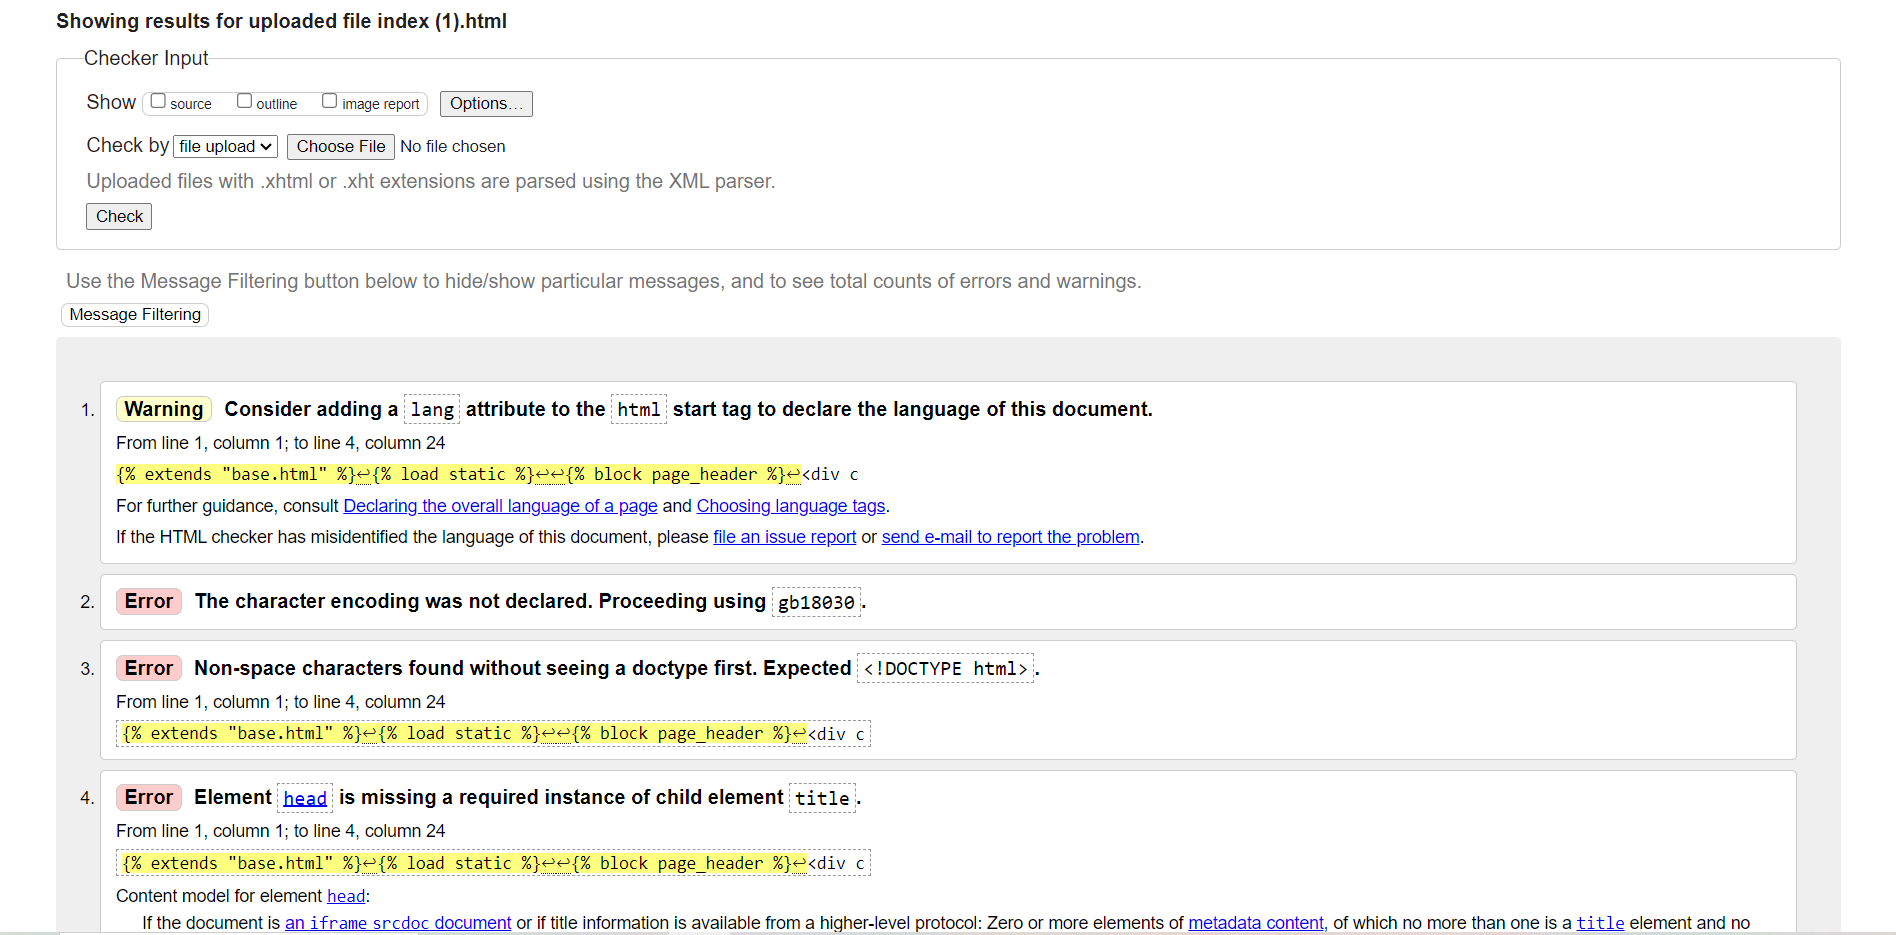 Showing results for uploaded file index (1).html
Checker Input
Show source outline image report Options...
Check by file upload Choose File No file chosen
Uploaded files with .xhtml or .xht extensions are parsed using the XML parser.
Check
Use the Message Filtering button below to hide/show particular messages, and to see total counts of errors and warnings.
Message Filtering
1. Warning Consider adding a lang attribute to the html start tag to declare the language of this document.
From line 1, column 1; to line 4, column 24
{% extends "base.html" %}↩{% load static %}↩↩{% block page_header %}↩<div c
For further guidance, consult Declaring the overall language of a page and Choosing language tags.
If the HTML checker has misidentified the language of this document, please file an issue report or send e-mail to report the problem.
2. Error The character encoding was not declared. Proceeding using gb18030.
3. Error Non-space characters found without seeing a doctype first. Expected <!DOCTYPE html>.
From line 1, column 1; to line 4, column 24
{% extends "base.html" %}↩{% load static %}↩↩{% block page_header %}↩<div c
4. Error Element head is missing a required instance of child element title.
From line 1, column 1; to line 4, column 24
{% extends "base.html" %}↩{% load static %}↩↩{% block page_header %}↩<div c
Content model for element head:
If the document is an iframe srcdoc document or if title information is available from a higher-level protocol: Zero or more elements of metadata content, of which no more than one is a title element and no